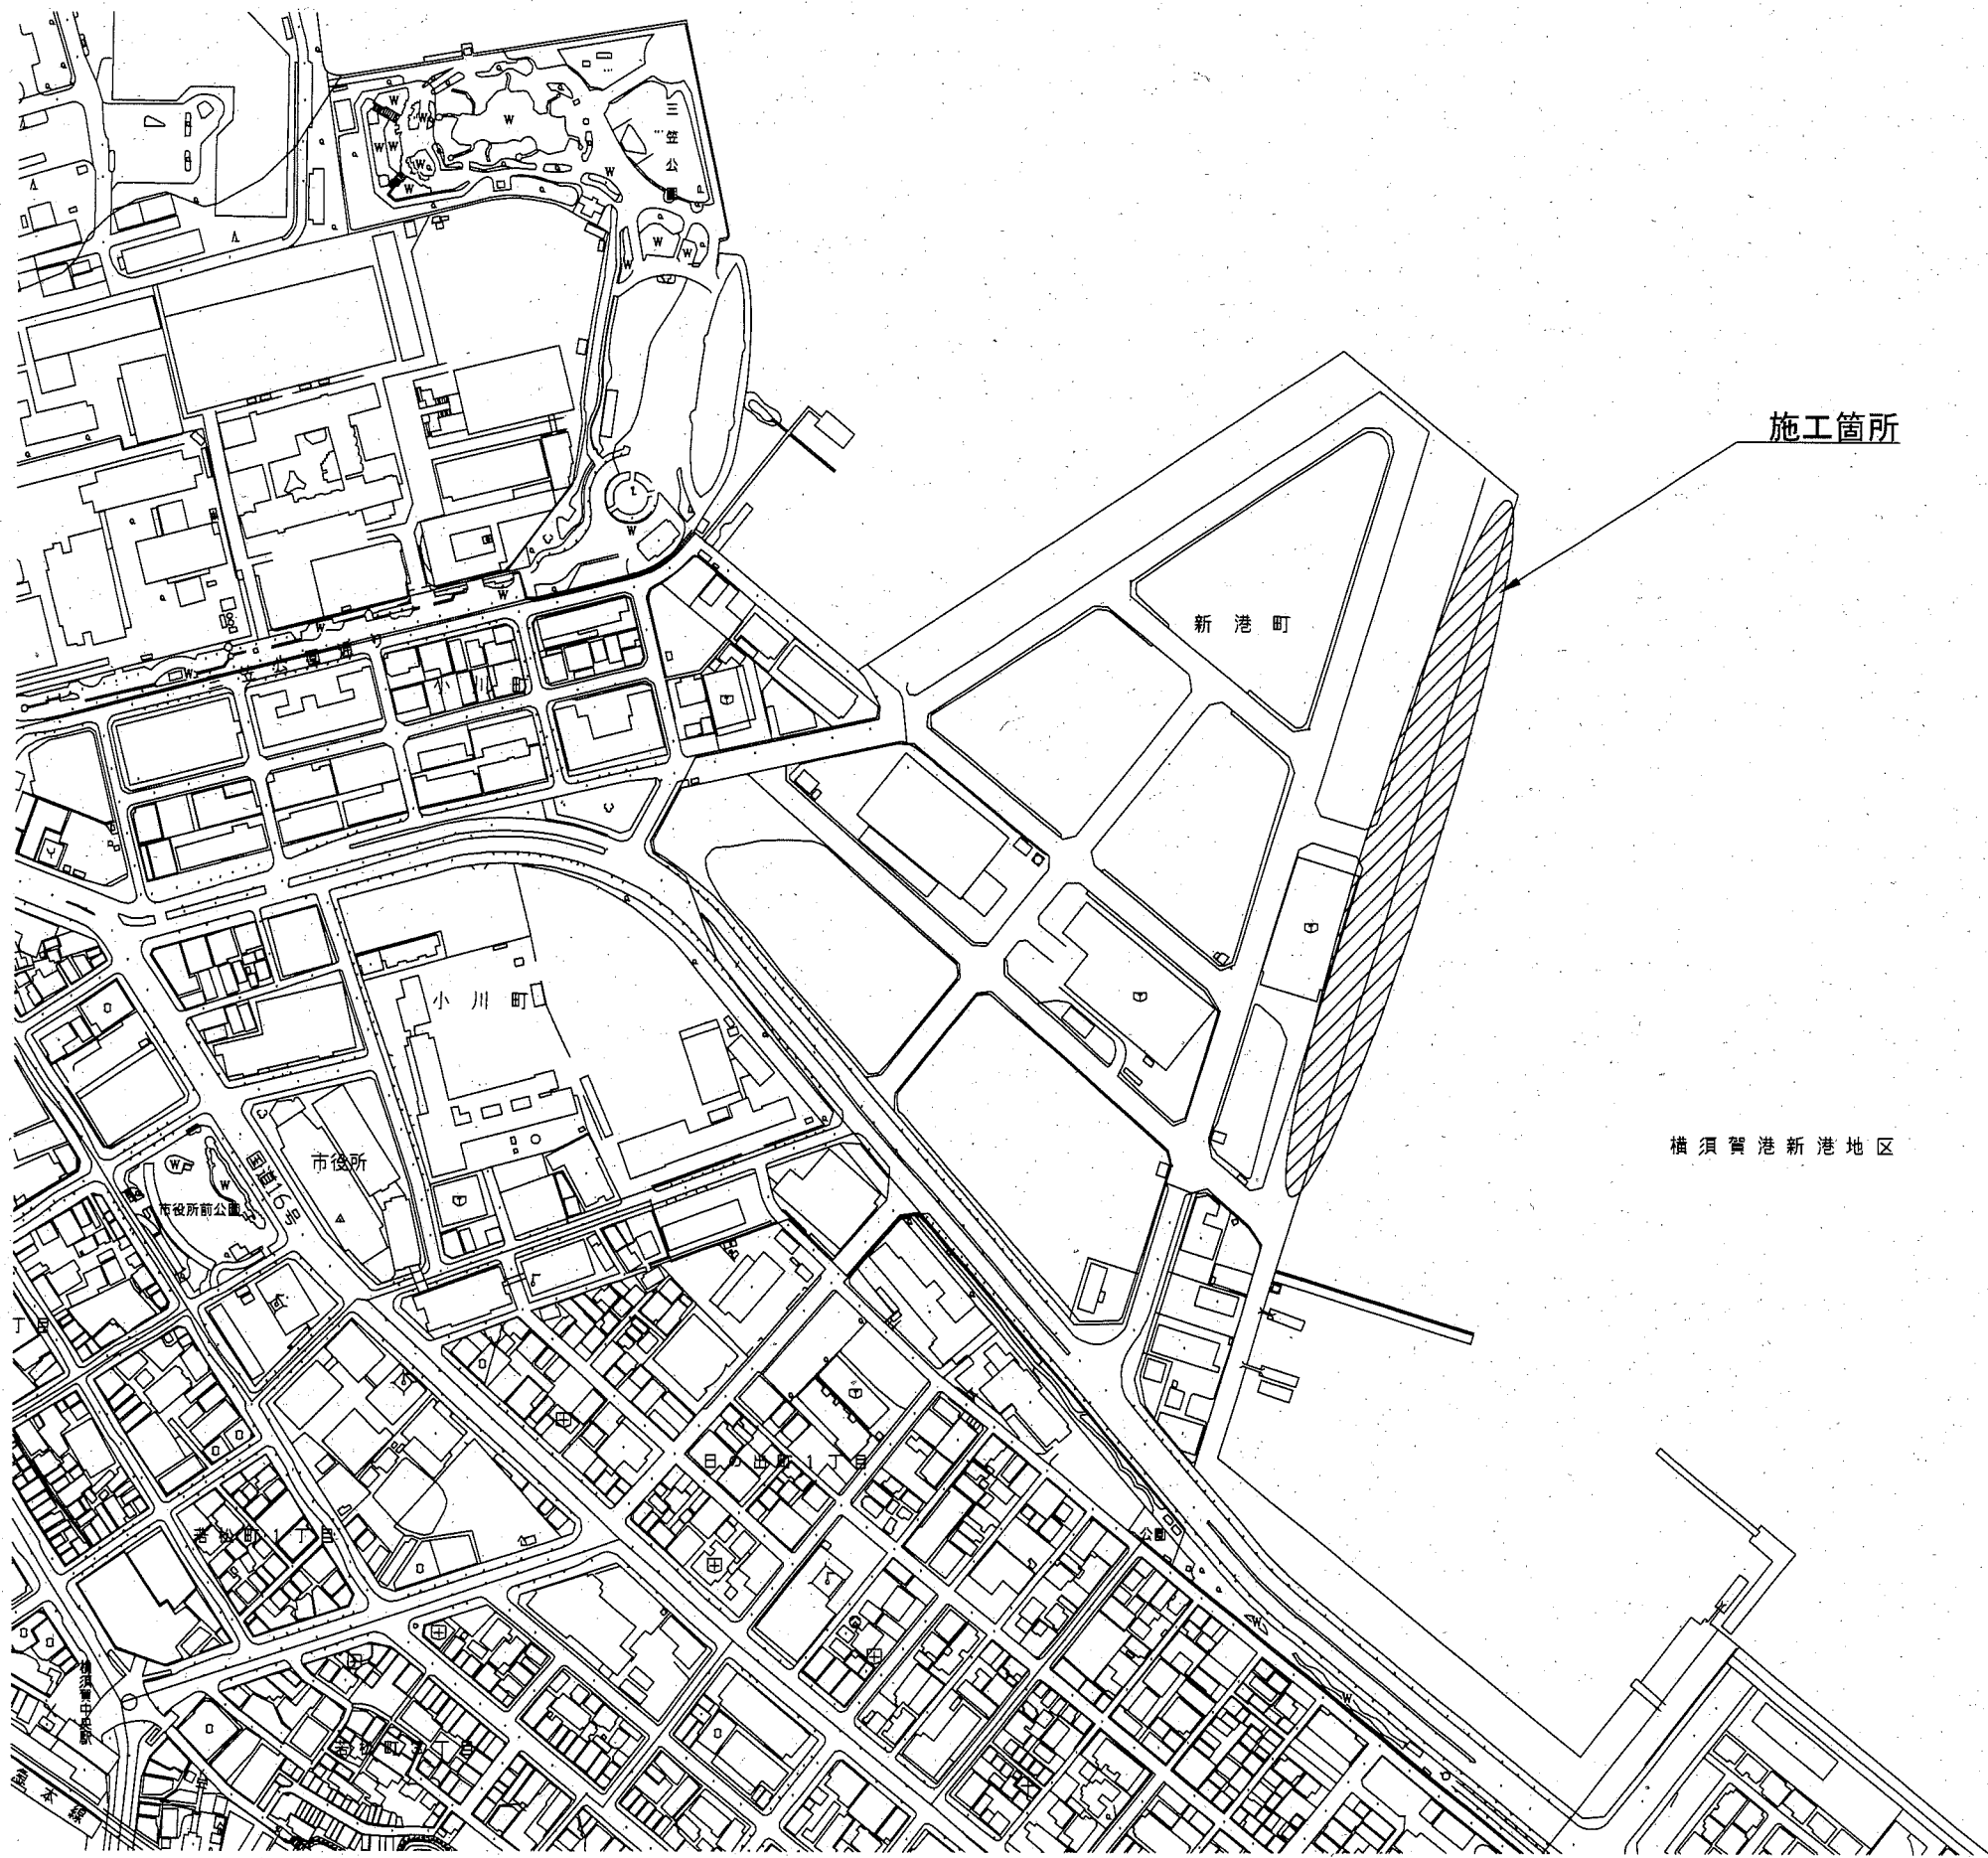 三笠公園
施工箇所
新港町
笠公園通り
小川町
小川町
市役所
国道16号
市役所前公園
横須賀港新港地区
丁目
日の出町1丁目
若松町1丁目
公園
横須賀中央駅
若松町3丁目